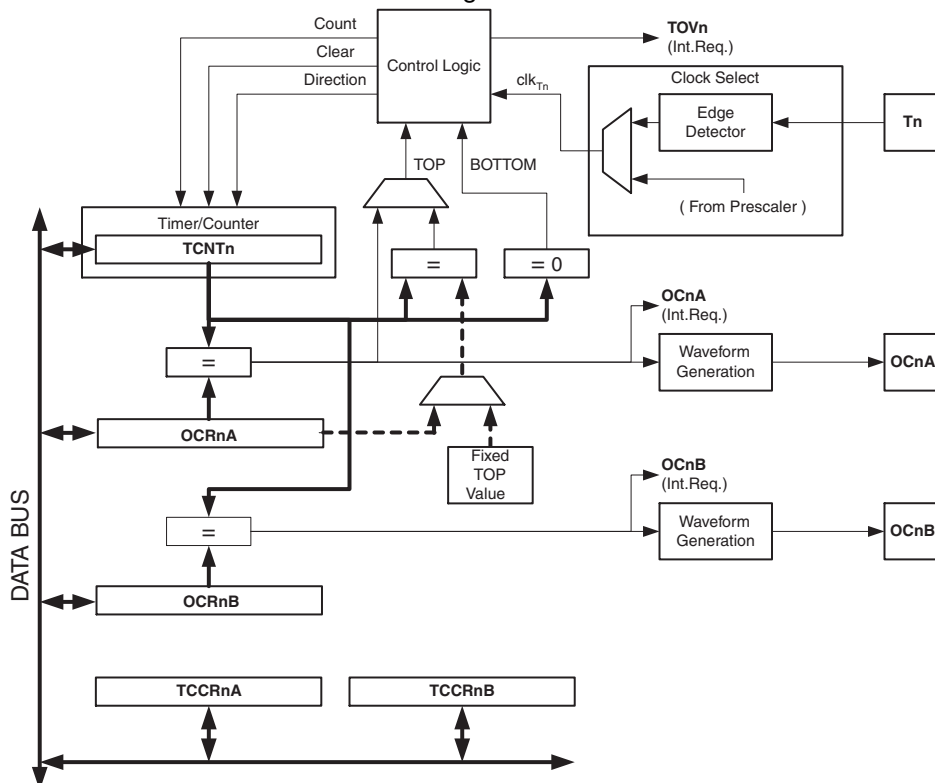 Count
Clear
Direction
Control Logic
TOVn
(Int.Req.)
clkTn
Clock Select
Edge
Detector
Tn
( From Prescaler )
TOP
BOTTOM
Timer/Counter
TCNTn
=
= 0
OCnA
(Int.Req.)
=
Waveform
Generation
OCnA
OCRnA
Fixed
TOP
Value
OCnB
(Int.Req.)
=
Waveform
Generation
OCnB
OCRnB
DATA BUS
TCCRnA
TCCRnB